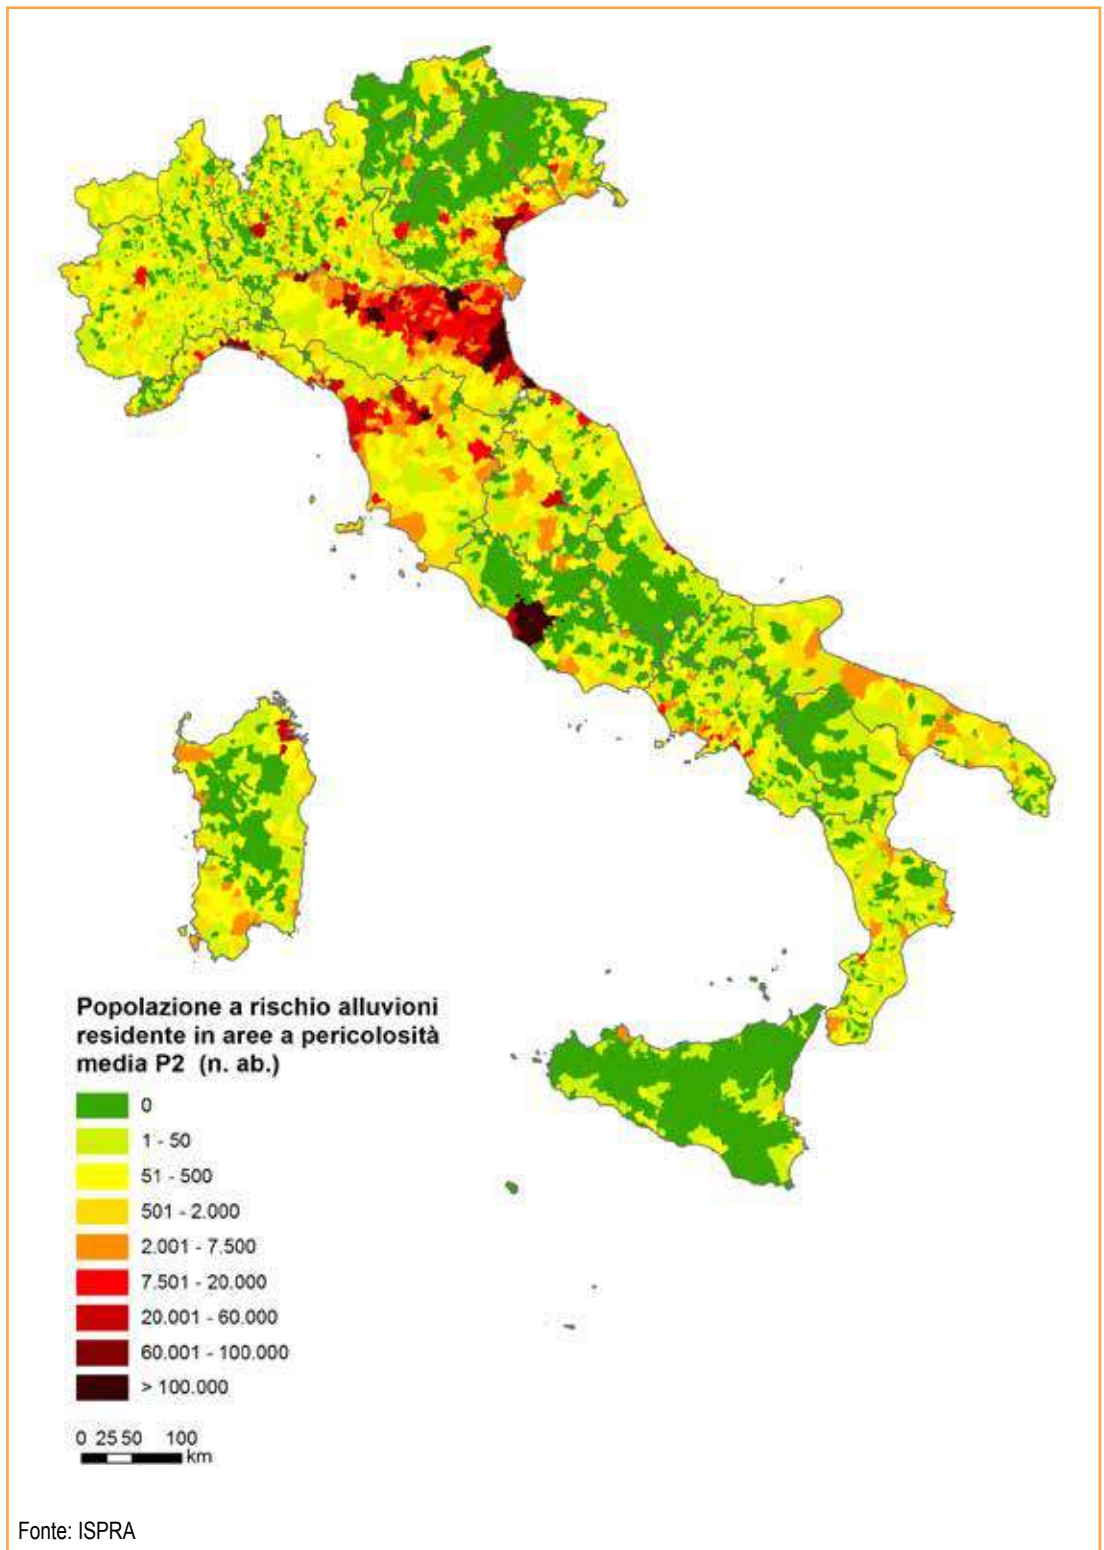 Popolazione a rischio alluvioni
residente in aree a pericolosità
media P2 (n. ab.)
0
1 - 50
51 - 500
501 - 2.000
2.001 - 7.500
7.501 - 20.000
20.001 - 60.000
60.001 - 100.000
> 100.000
0 25 50 100
km
Fonte: ISPRA